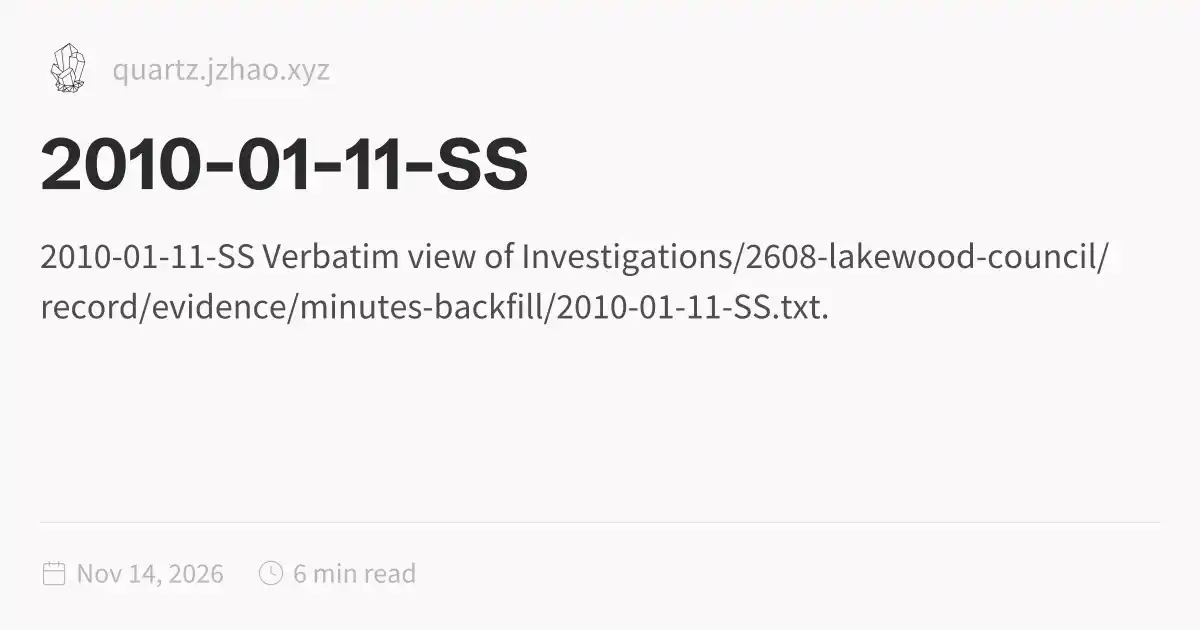 quartz.jzhao.xyz
2010-01-11-SS
2010-01-11-SS Verbatim view of Investigations/2608-lakewood-council/
record/evidence/minutes-backfill/2010-01-11-SS.txt.
Nov 14, 2026 6 min read